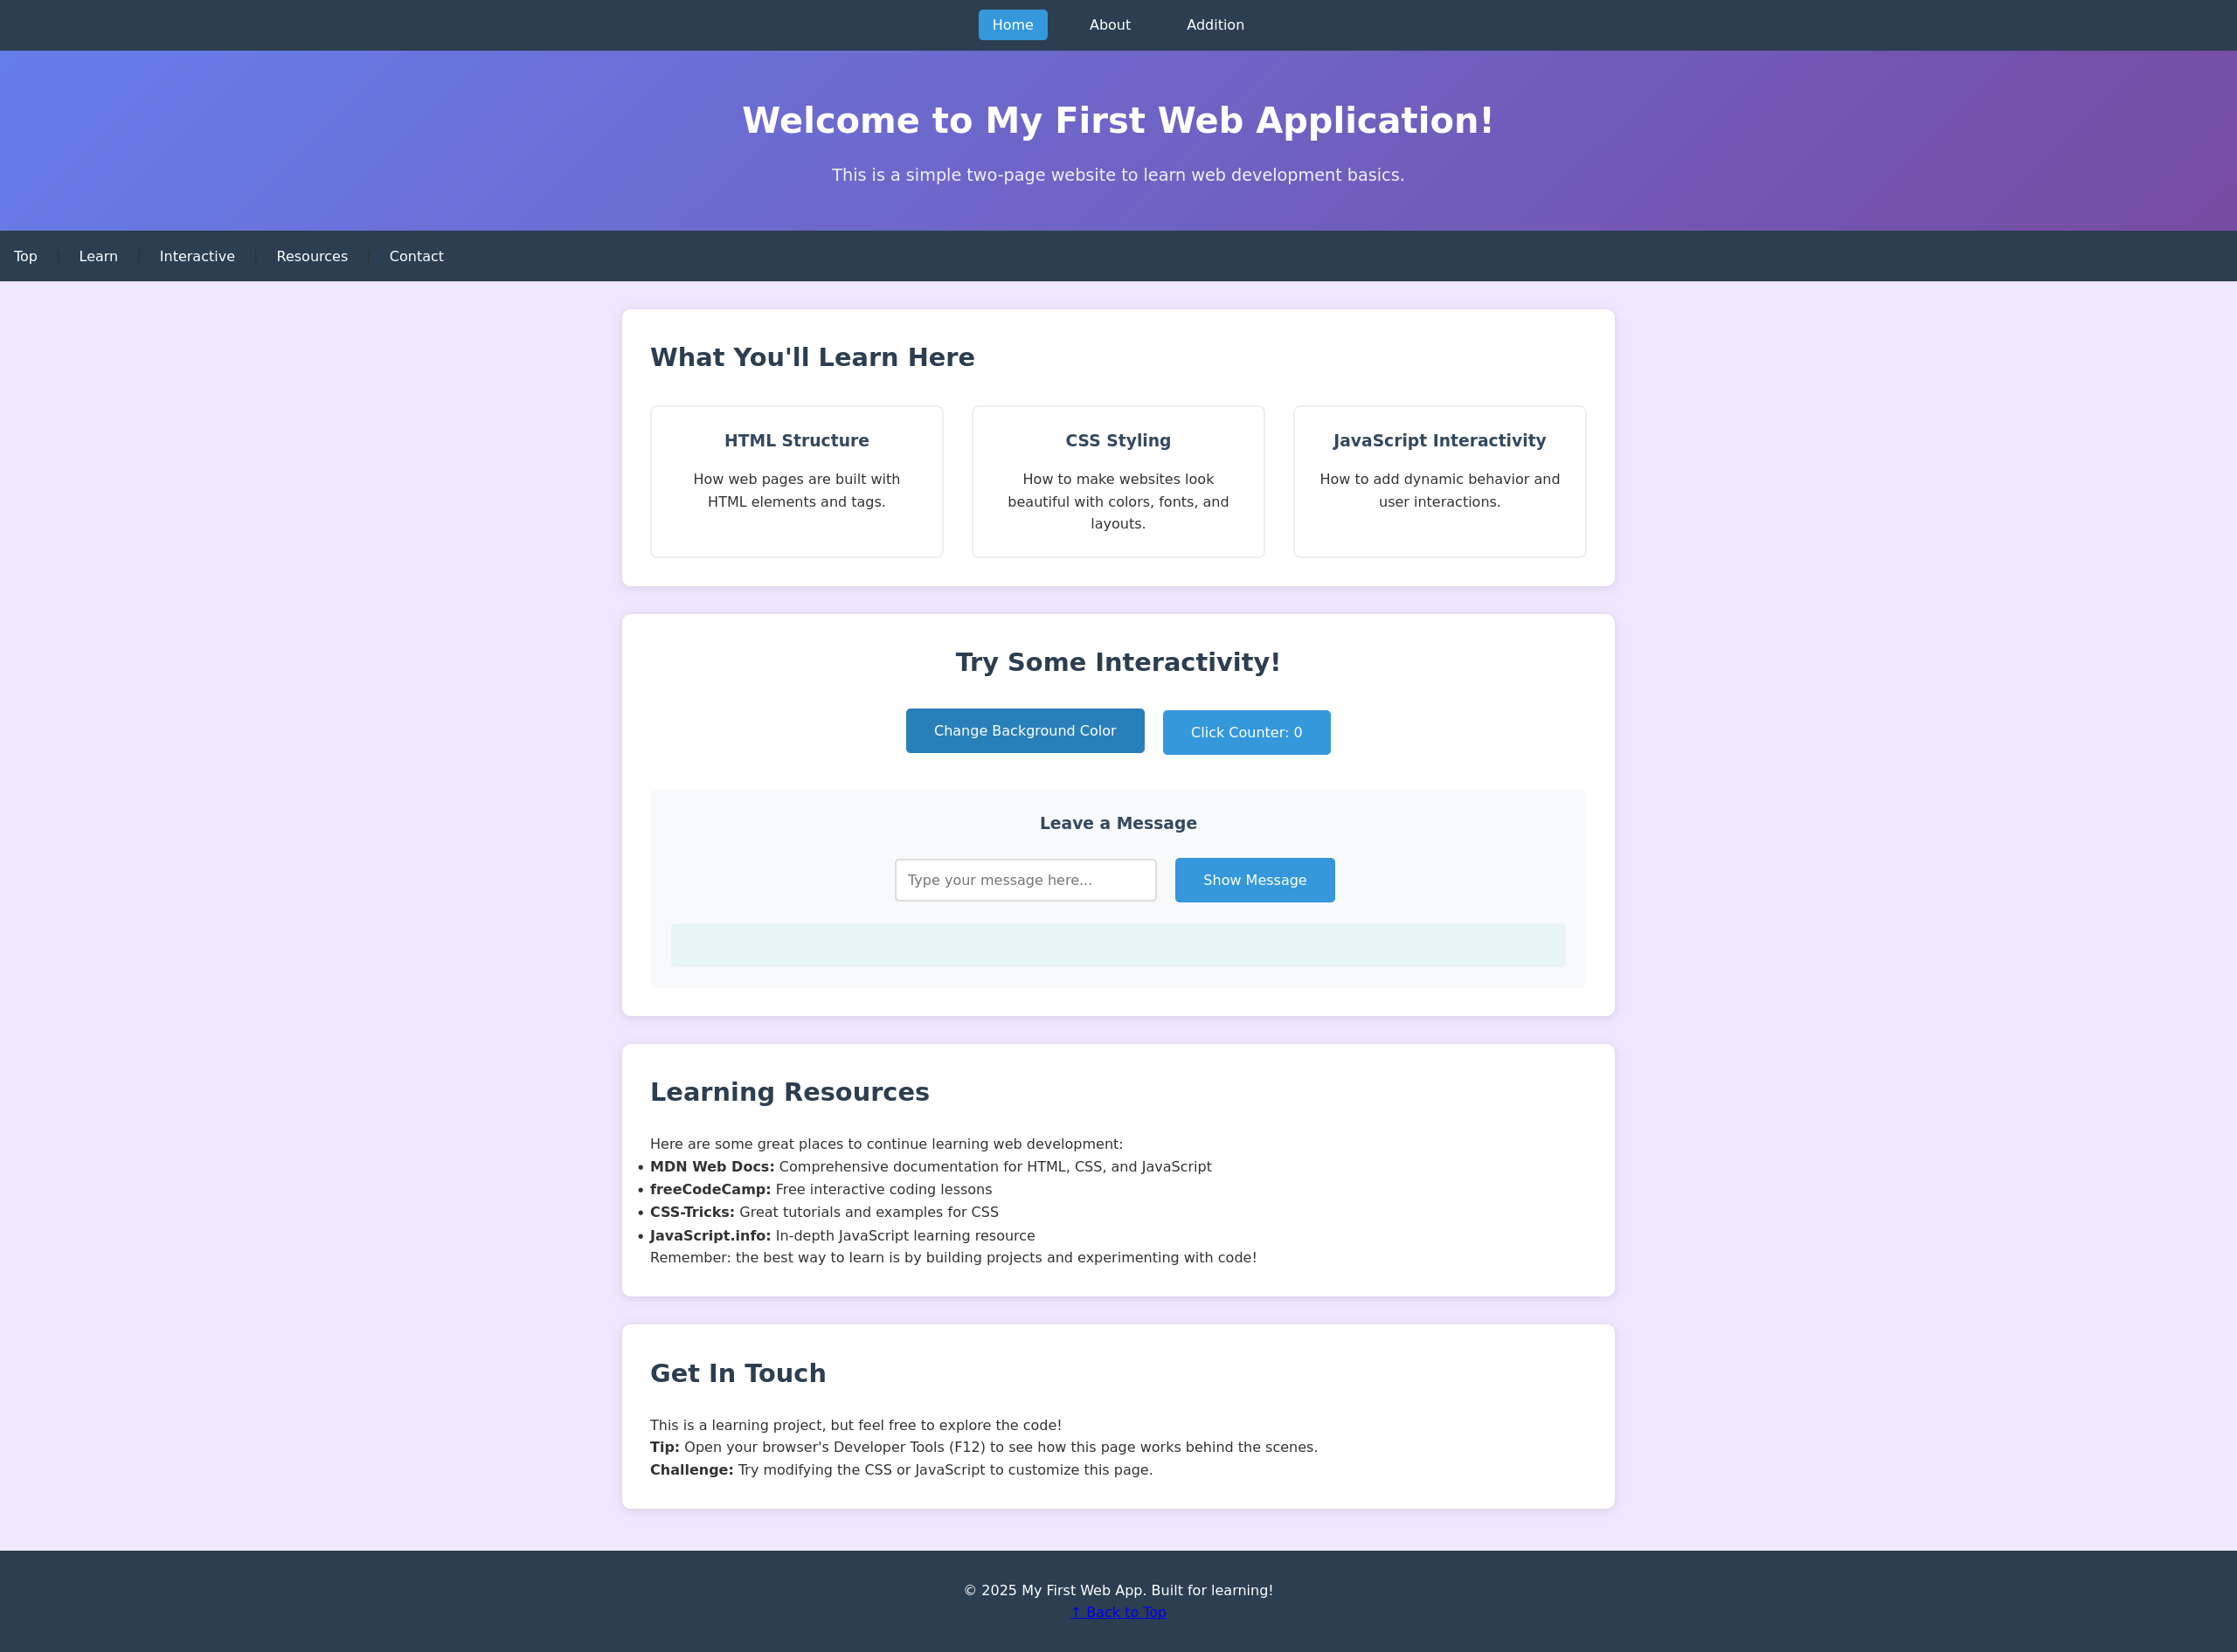 Home About Addition
Welcome to My First Web Application!
This is a simple two-page website to learn web development basics.
Top | Learn | Interactive | Resources | Contact
What You'll Learn Here
HTML Structure
How web pages are built with
HTML elements and tags.
CSS Styling
How to make websites look
beautiful with colors, fonts, and
layouts.
JavaScript Interactivity
How to add dynamic behavior and
user interactions.
Try Some Interactivity!
Change Background Color
Click Counter: 0
Leave a Message
Type your message here...
Show Message
Learning Resources
Here are some great places to continue learning web development:
• MDN Web Docs: Comprehensive documentation for HTML, CSS, and JavaScript
• freeCodeCamp: Free interactive coding lessons
• CSS-Tricks: Great tutorials and examples for CSS
• JavaScript.info: In-depth JavaScript learning resource
Remember: the best way to learn is by building projects and experimenting with code!
Get In Touch
This is a learning project, but feel free to explore the code!
Tip: Open your browser's Developer Tools (F12) to see how this page works behind the scenes.
Challenge: Try modifying the CSS or JavaScript to customize this page.
© 2025 My First Web App. Built for learning!
↑ Back to Top